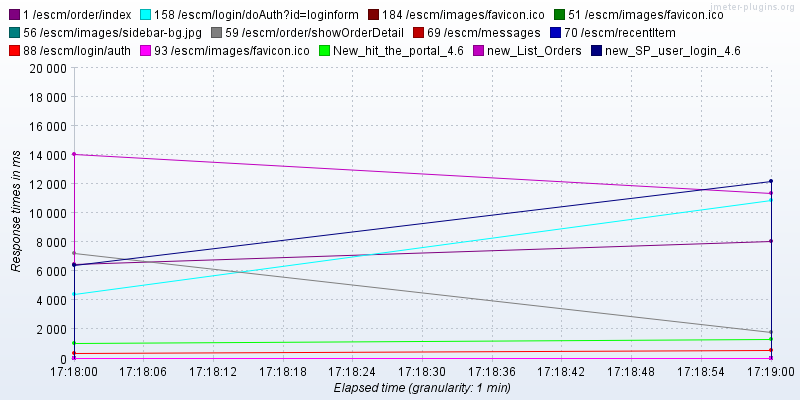 jmeter-plugins.org
1 /escm/order/index 158 /escm/login/doAuth?id=loginform 184 /escm/images/favicon.ico 51 /escm/images/favicon.ico
56 /escm/images/sidebar-bg.jpg 59 /escm/order/showOrderDetail 69 /escm/messages 70 /escm/recentItem
88 /escm/login/auth 93 /escm/images/favicon.ico New_hit_the_portal_4.6 new_List_Orders new_SP_user_login_4.6
20 000
18 000
16 000
14 000
12 000
10 000
8 000
6 000
4 000
2 000
0
Response times in ms
17:18:00 17:18:06 17:18:12 17:18:18 17:18:24 17:18:30 17:18:36 17:18:42 17:18:48 17:18:54 17:19:00
Elapsed time (granularity: 1 min)